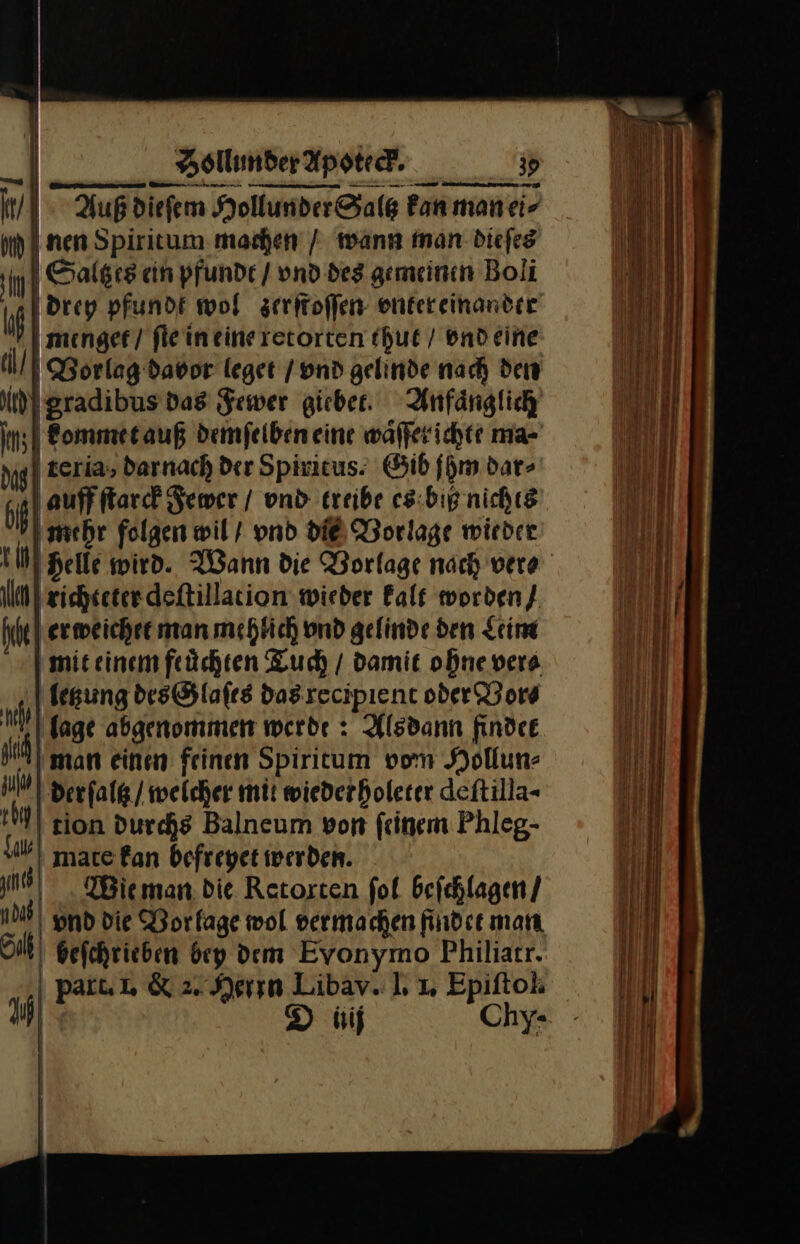 Hollunder Apoteck. 39
Auß dieſem HollunderSaltz kan man ei-
nen Spiritum machen / wann man dieſes
Saltzes ein pfundt / vnd des gemeinen Boli
drey pfundt wol zerſtoſſen vntereinander
menget / ſie in eine retorten thut / vnd eine
Vorlag davor leget / vnd gelinde nach den
gradibus das Fewer giebet. Anfänglich
kommet auß demſelben eine wäſſerichte ma-
teria, darnach der Spiritus. Gib jhm dar-
auff ſtarck Fewer / vnd treibe es biß nichts
mehr folgen wil / vnd die Vorlage wieder
helle wird. Wann die Vorlage nach ver-
richteter deſtillation wieder kalt worden /
erweichet man mehlich vnd gelinde den Leim
mit einem feüchten Tuch / damit ohne ver-
letzung des Glaſes das recipient oder Vor-
lage abgenommen werde : Alsdann findet
man einen feinen Spiritum vom Hollun-
derſaltz / welcher mit wiederholeter deſtilla-
tion durchs Balneum von ſeinem Phleg-
mate kan befreyet werden.
Wie man die Retorten ſol beſchlagen /
vnd die Vorlage wol vermachen findet man
beſchrieben bey dem Evonymo Philiatr.
part. 1. & 2. Herrn Libav. l. 1. Epiſtol.
D iiij Chy-